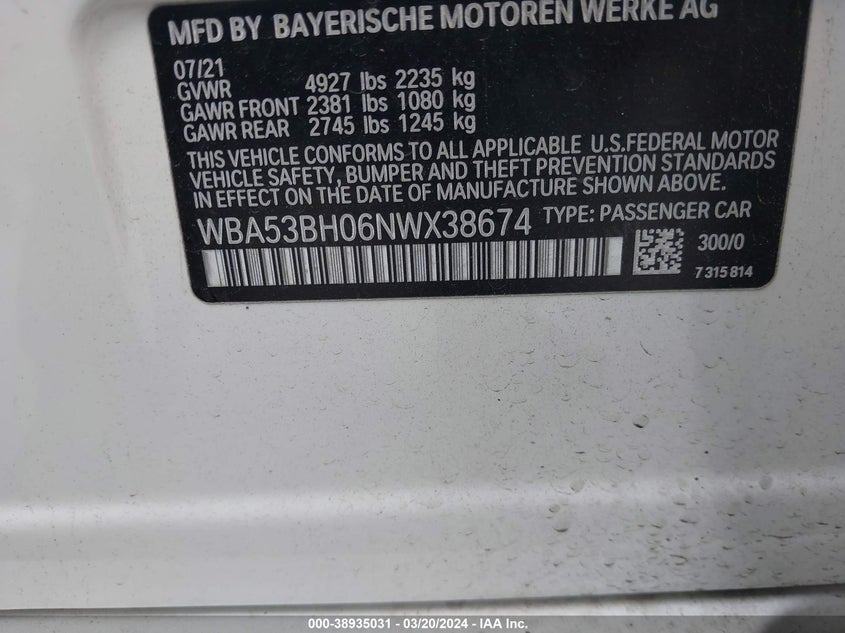 MFD BY BAYERISCHE MOTOREN WERKE AG
07/21
GVWR 4927 lbs 2235 kg
GAWR FRONT 2381 lbs 1080 kg
GAWR REAR 2745 lbs 1245 kg
THIS VEHICLE CONFORMS TO ALL APPLICABLE U.S.FEDERAL MOTOR
VEHICLE SAFETY, BUMPER AND THEFT PREVENTION STANDARDS
IN EFFECT ON THE DATE OF MANUFACTURE SHOWN ABOVE.
WBA53BH06NWX38674 TYPE: PASSENGER CAR
300/0
7 315 814
000-38935031 - 03/20/2024 - IAA Inc.